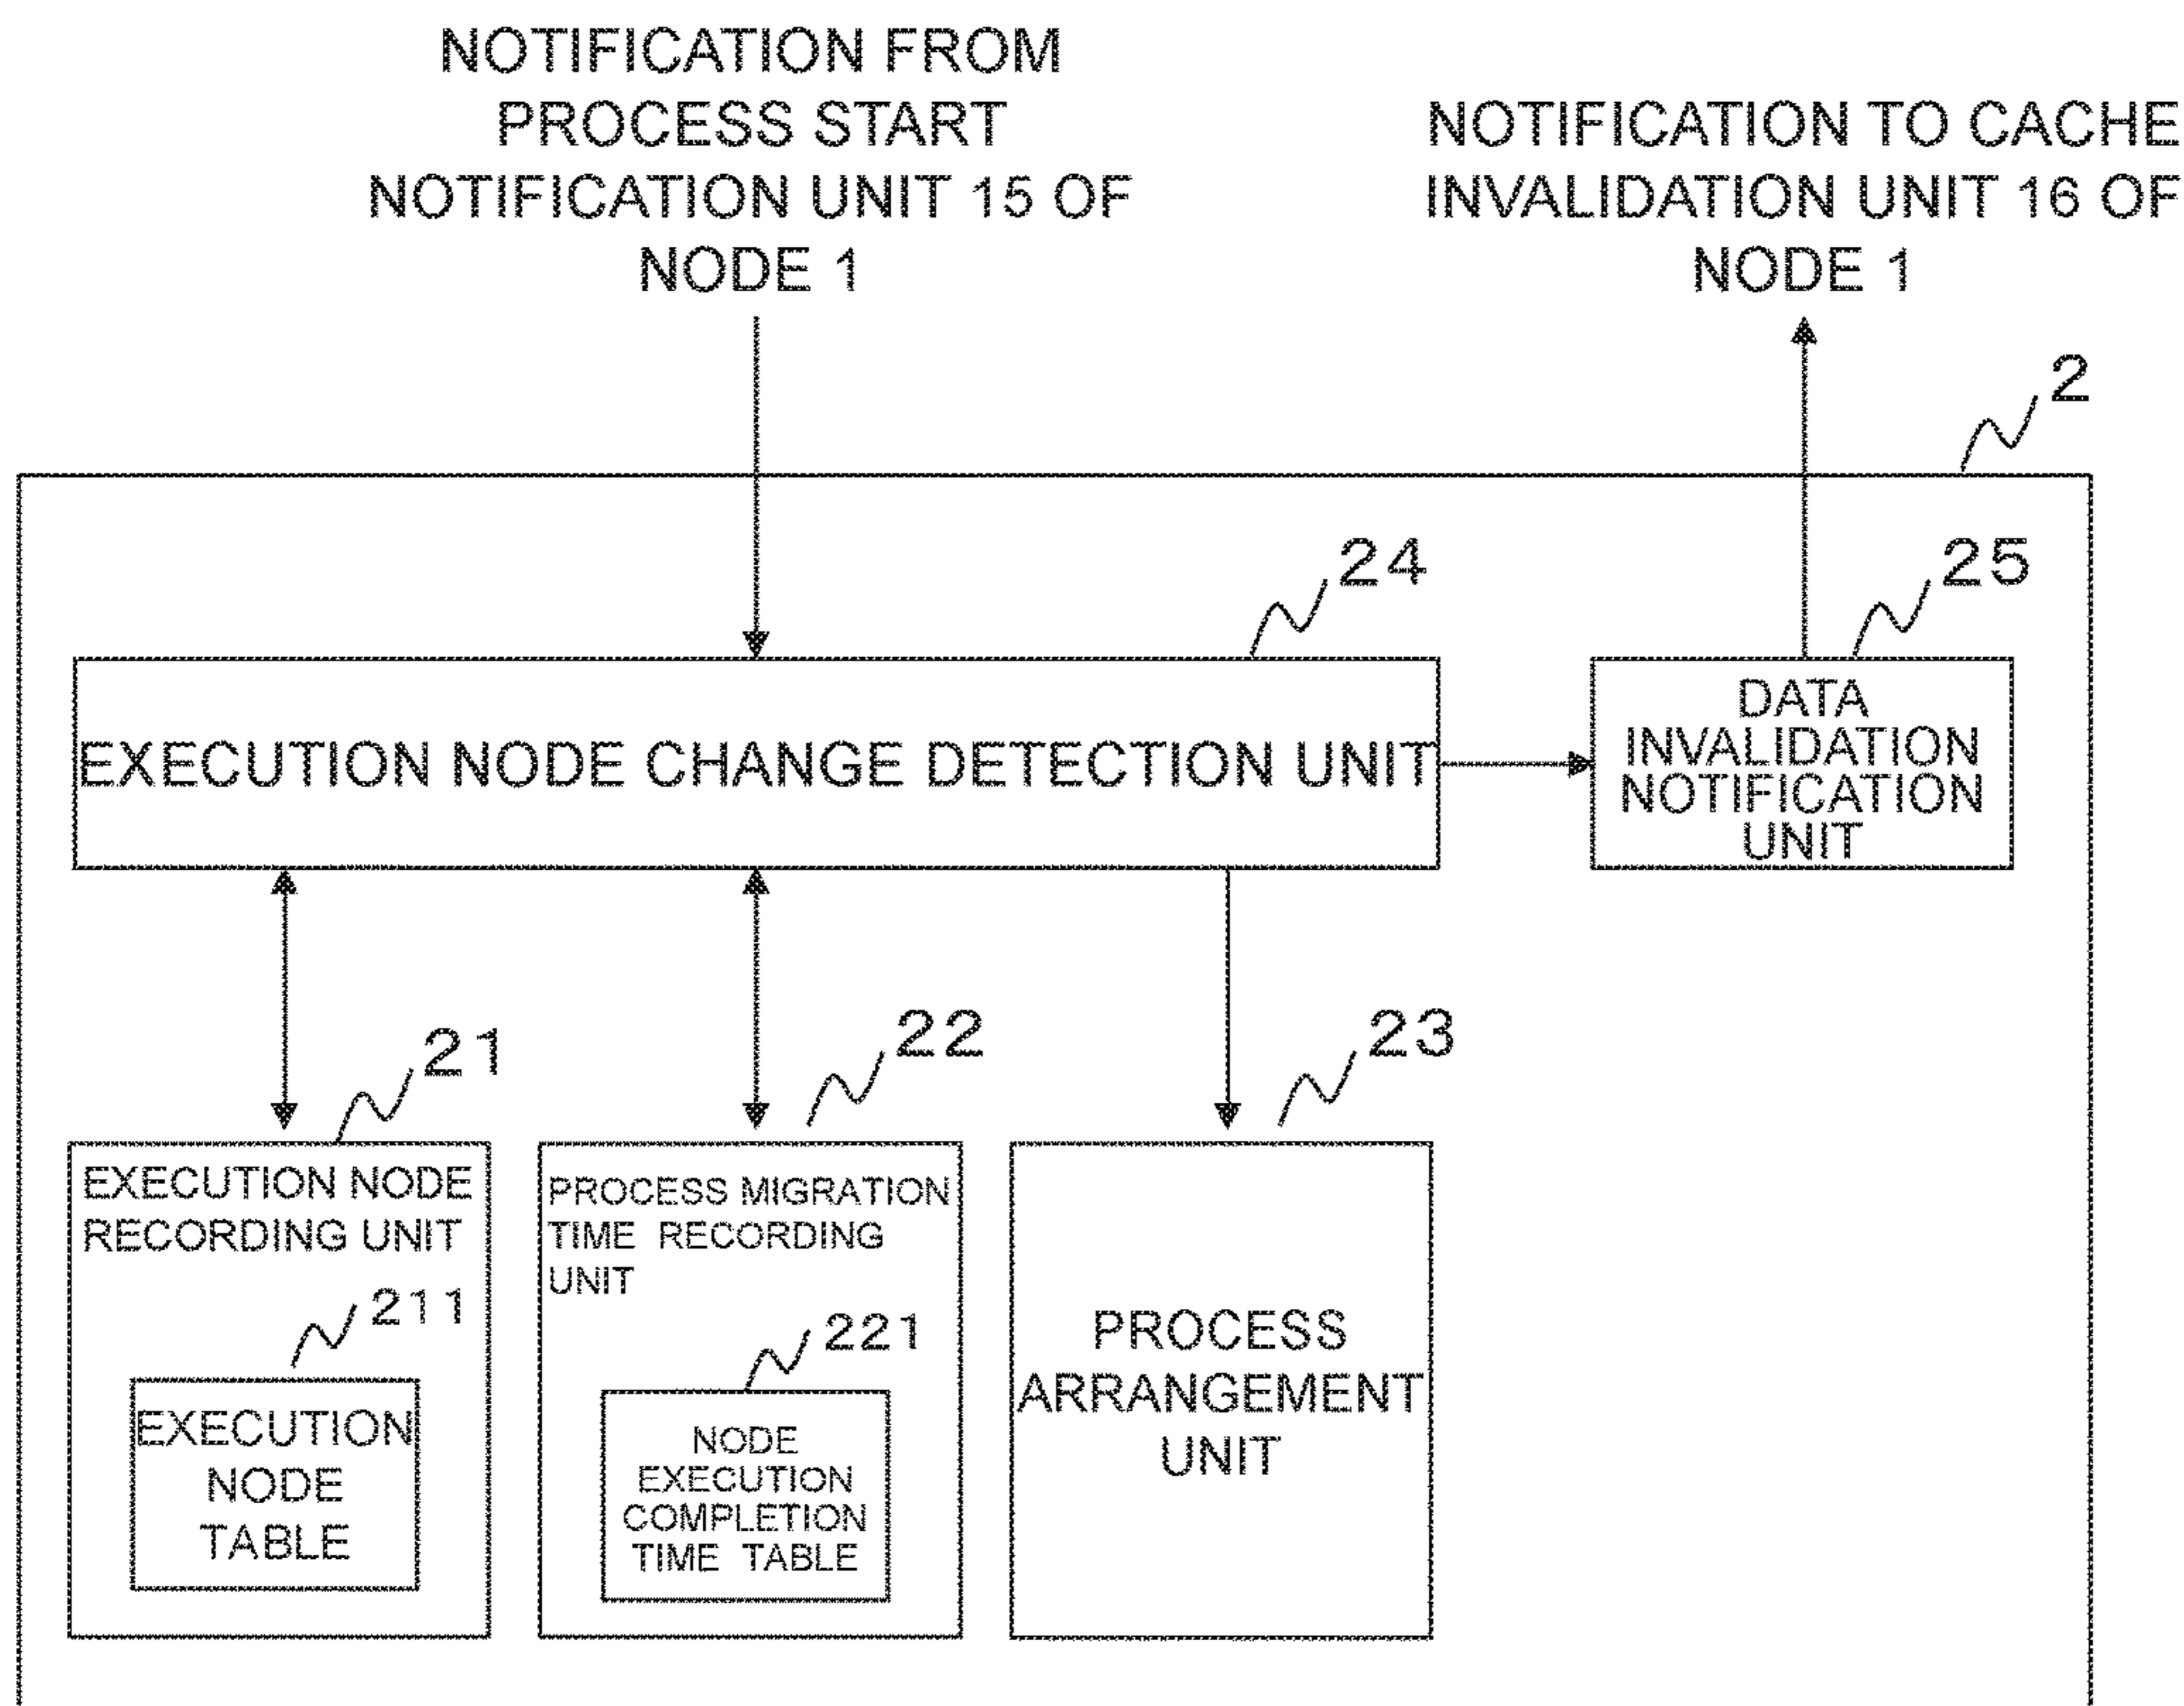 NOTIFICATION FROM
PROCESS START
NOTIFICATION UNIT 15 OF
NODE 1
NOTIFICATION TO CACHE
INVALIDATION UNIT 16 OF
NODE 1
2
24
25
EXECUTION NODE CHANGE DETECTION UNIT
DATA
INVALIDATION
NOTIFICATION
UNIT
21
22
23
EXECUTION NODE
RECORDING UNIT
211
EXECUTION
NODE
TABLE
PROCESS MIGRATION
TIME RECORDING
UNIT
221
NODE
EXECUTION
COMPLETION
TIME TABLE
PROCESS
ARRANGEMENT
UNIT